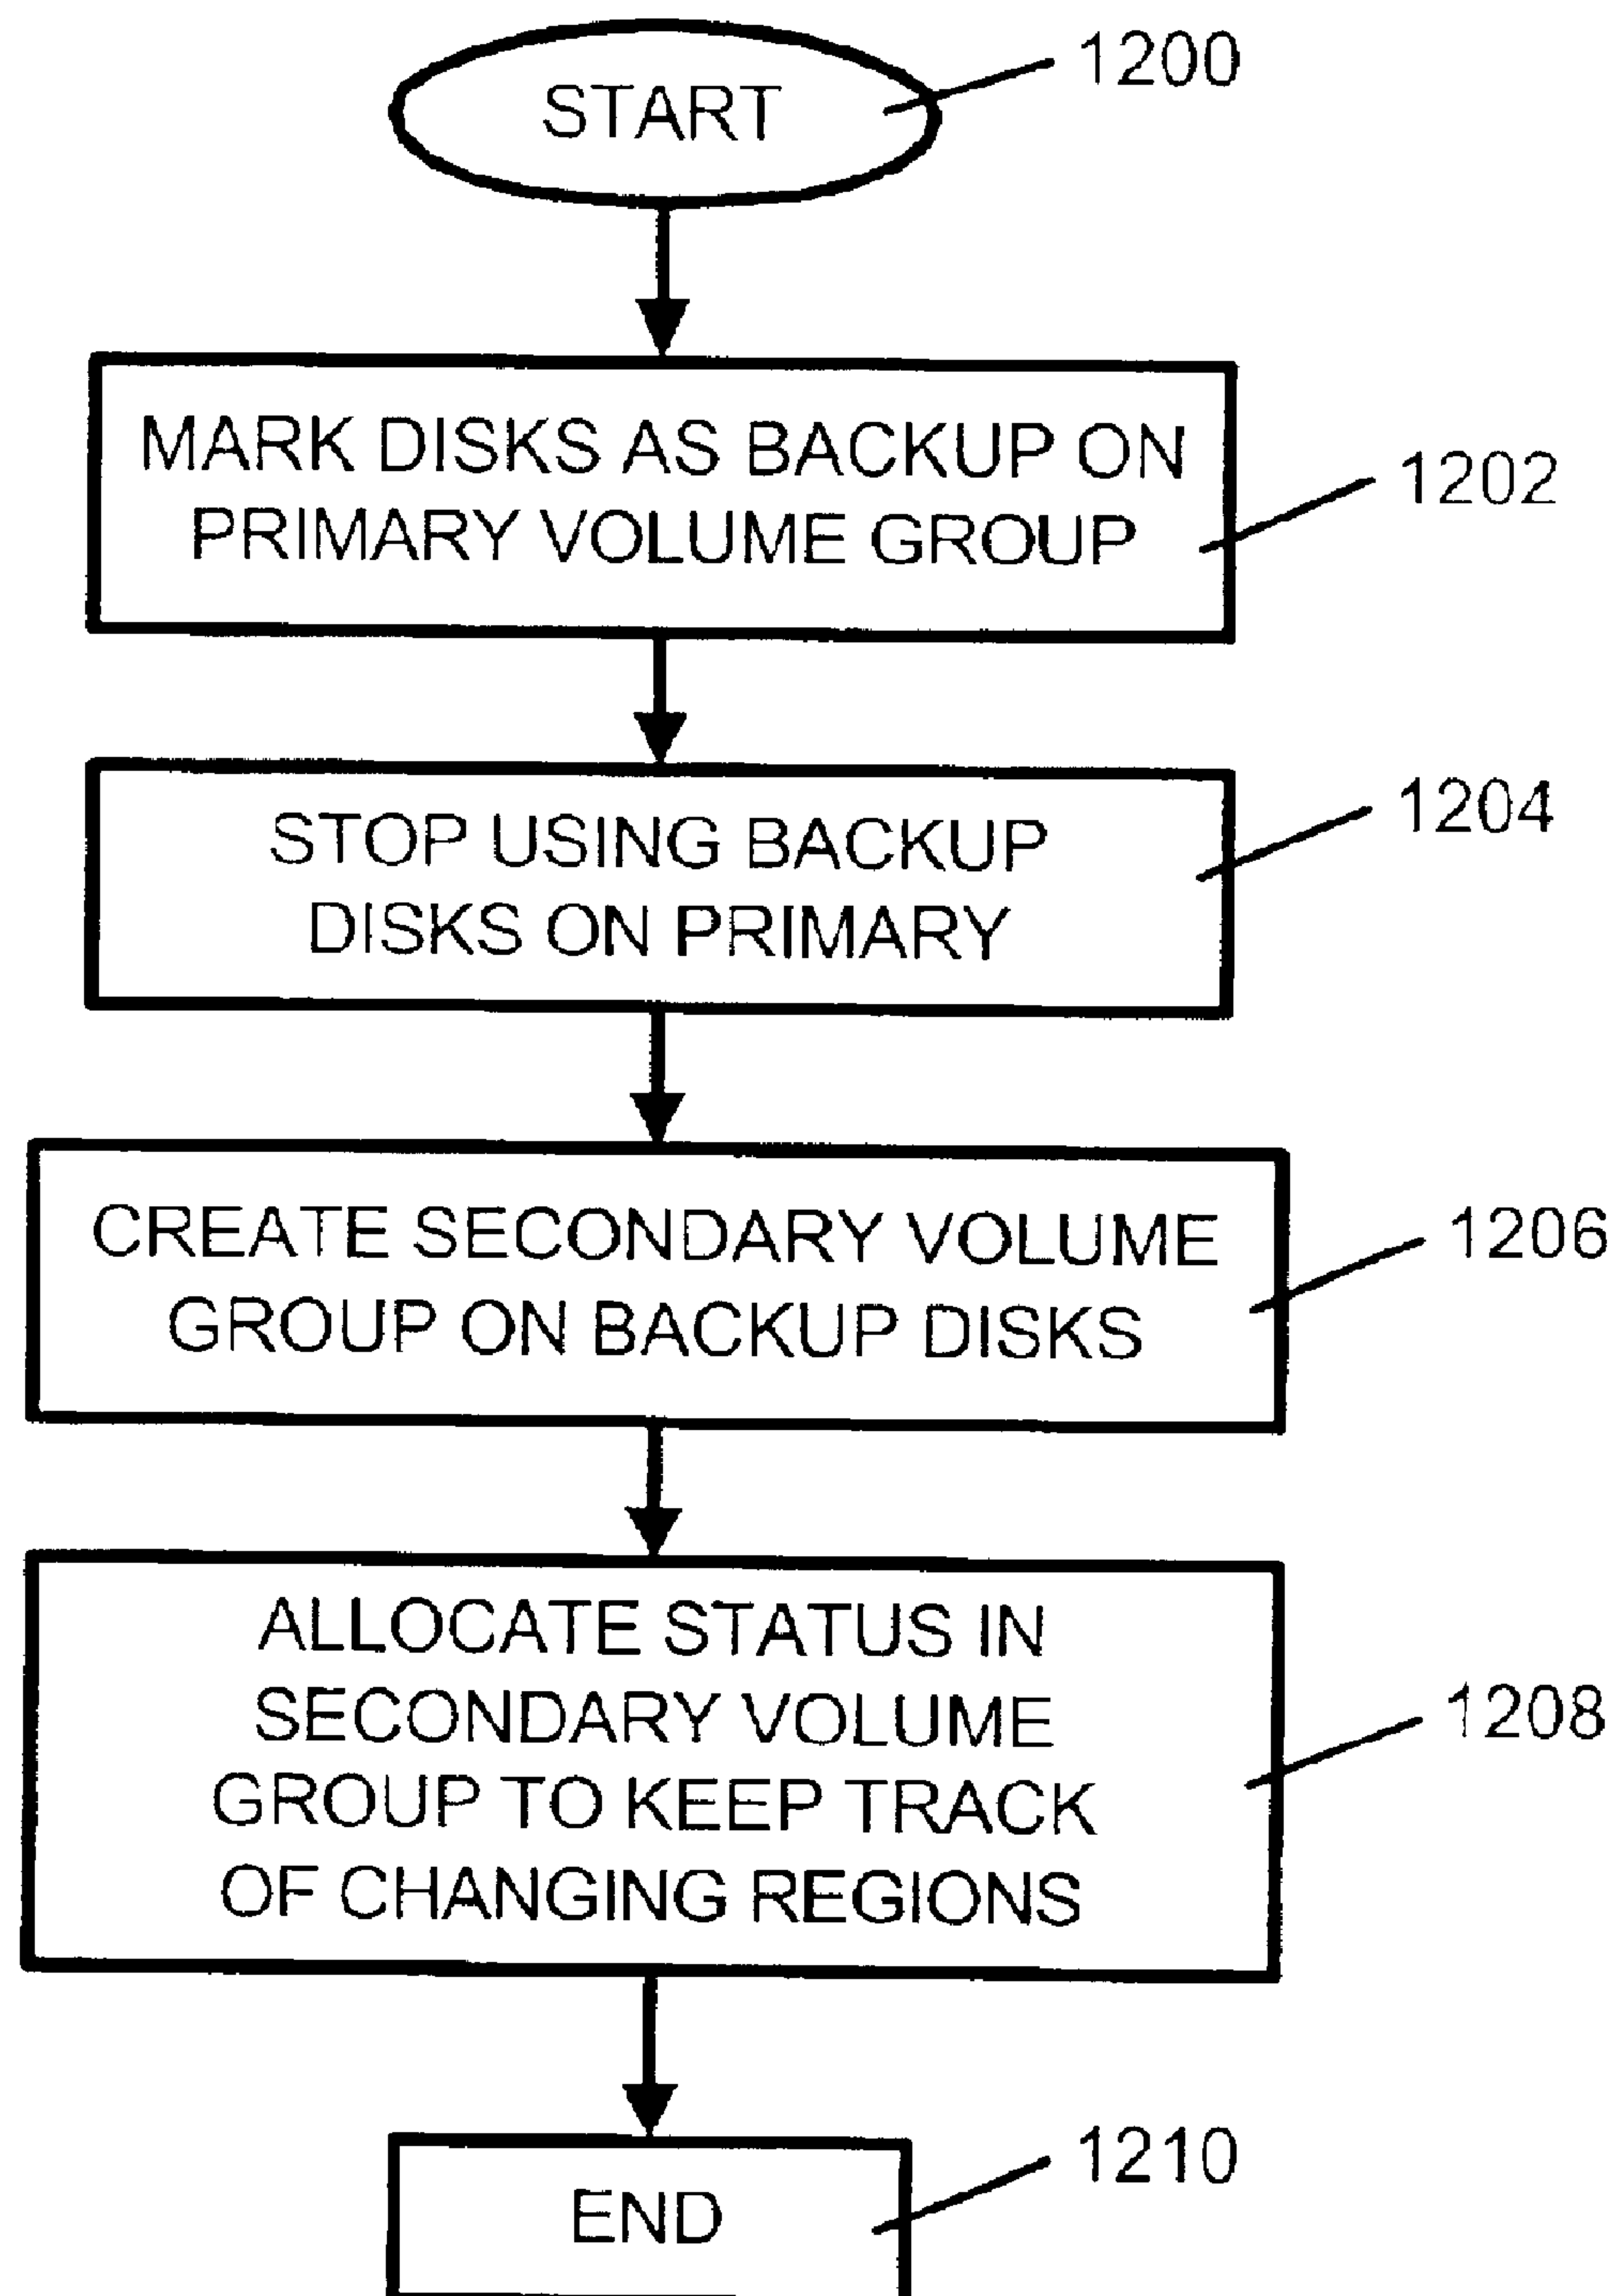 START
1200
MARK DISKS AS BACKUP ON
PRIMARY VOLUME GROUP
1202
STOP USING BACKUP
DISKS ON PRIMARY
1204
CREATE SECONDARY VOLUME
GROUP ON BACKUP DISKS
1206
ALLOCATE STATUS IN
SECONDARY VOLUME
GROUP TO KEEP TRACK
OF CHANGING REGIONS
1208
END
1210